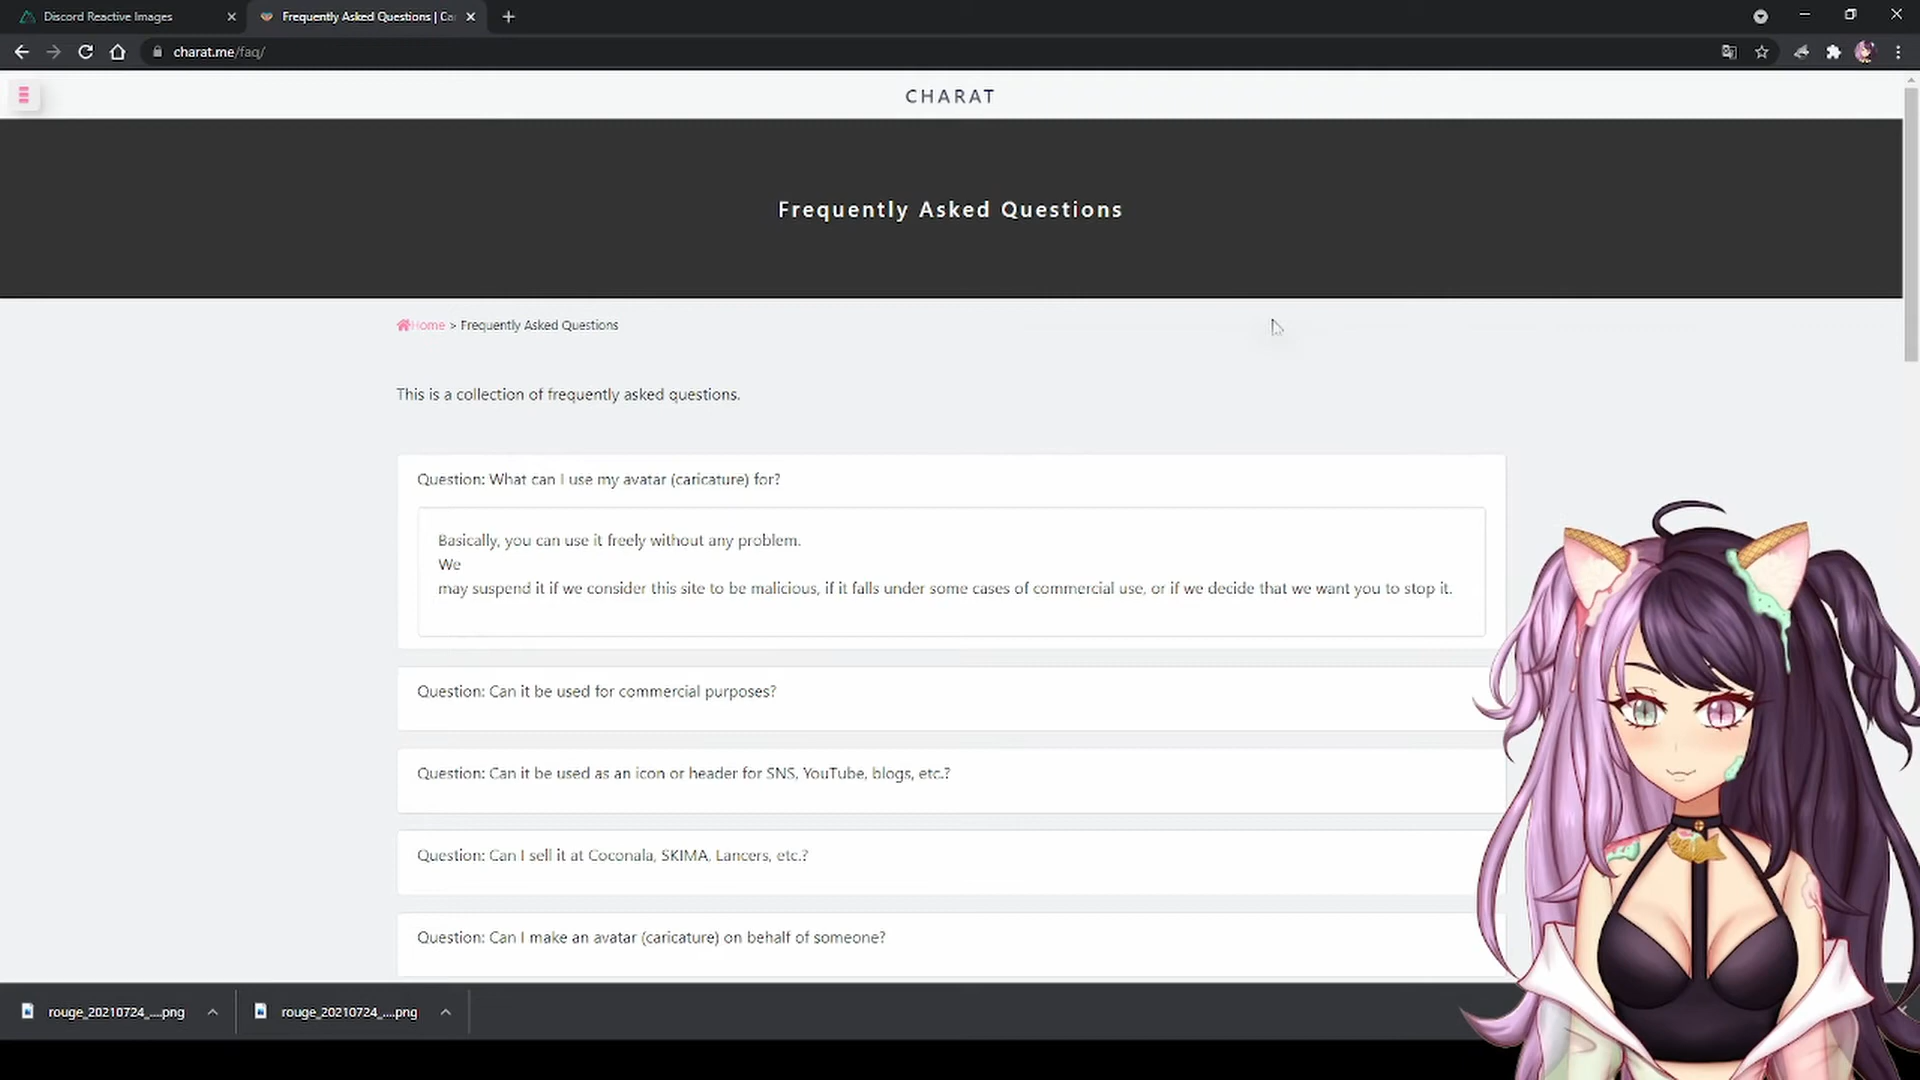 Discord Reactive Images
Frequently Asked Questions | Ca
charat.me/faq/
CHARAT
Frequently Asked Questions
Home > Frequently Asked Questions
This is a collection of frequently asked questions.
Question: What can I use my avatar (caricature) for?
Basically, you can use it freely without any problem.
We
may suspend it if we consider this site to be malicious, if it falls under some cases of commercial use, or if we decide that we want you to stop it.
Question: Can it be used for commercial purposes?
Question: Can it be used as an icon or header for SNS, YouTube, blogs, etc.?
Question: Can I sell it at Coconala, SKIMA, Lancers, etc.?
Question: Can I make an avatar (caricature) on behalf of someone?
rouge_20210724_....png
rouge_20210724_....png